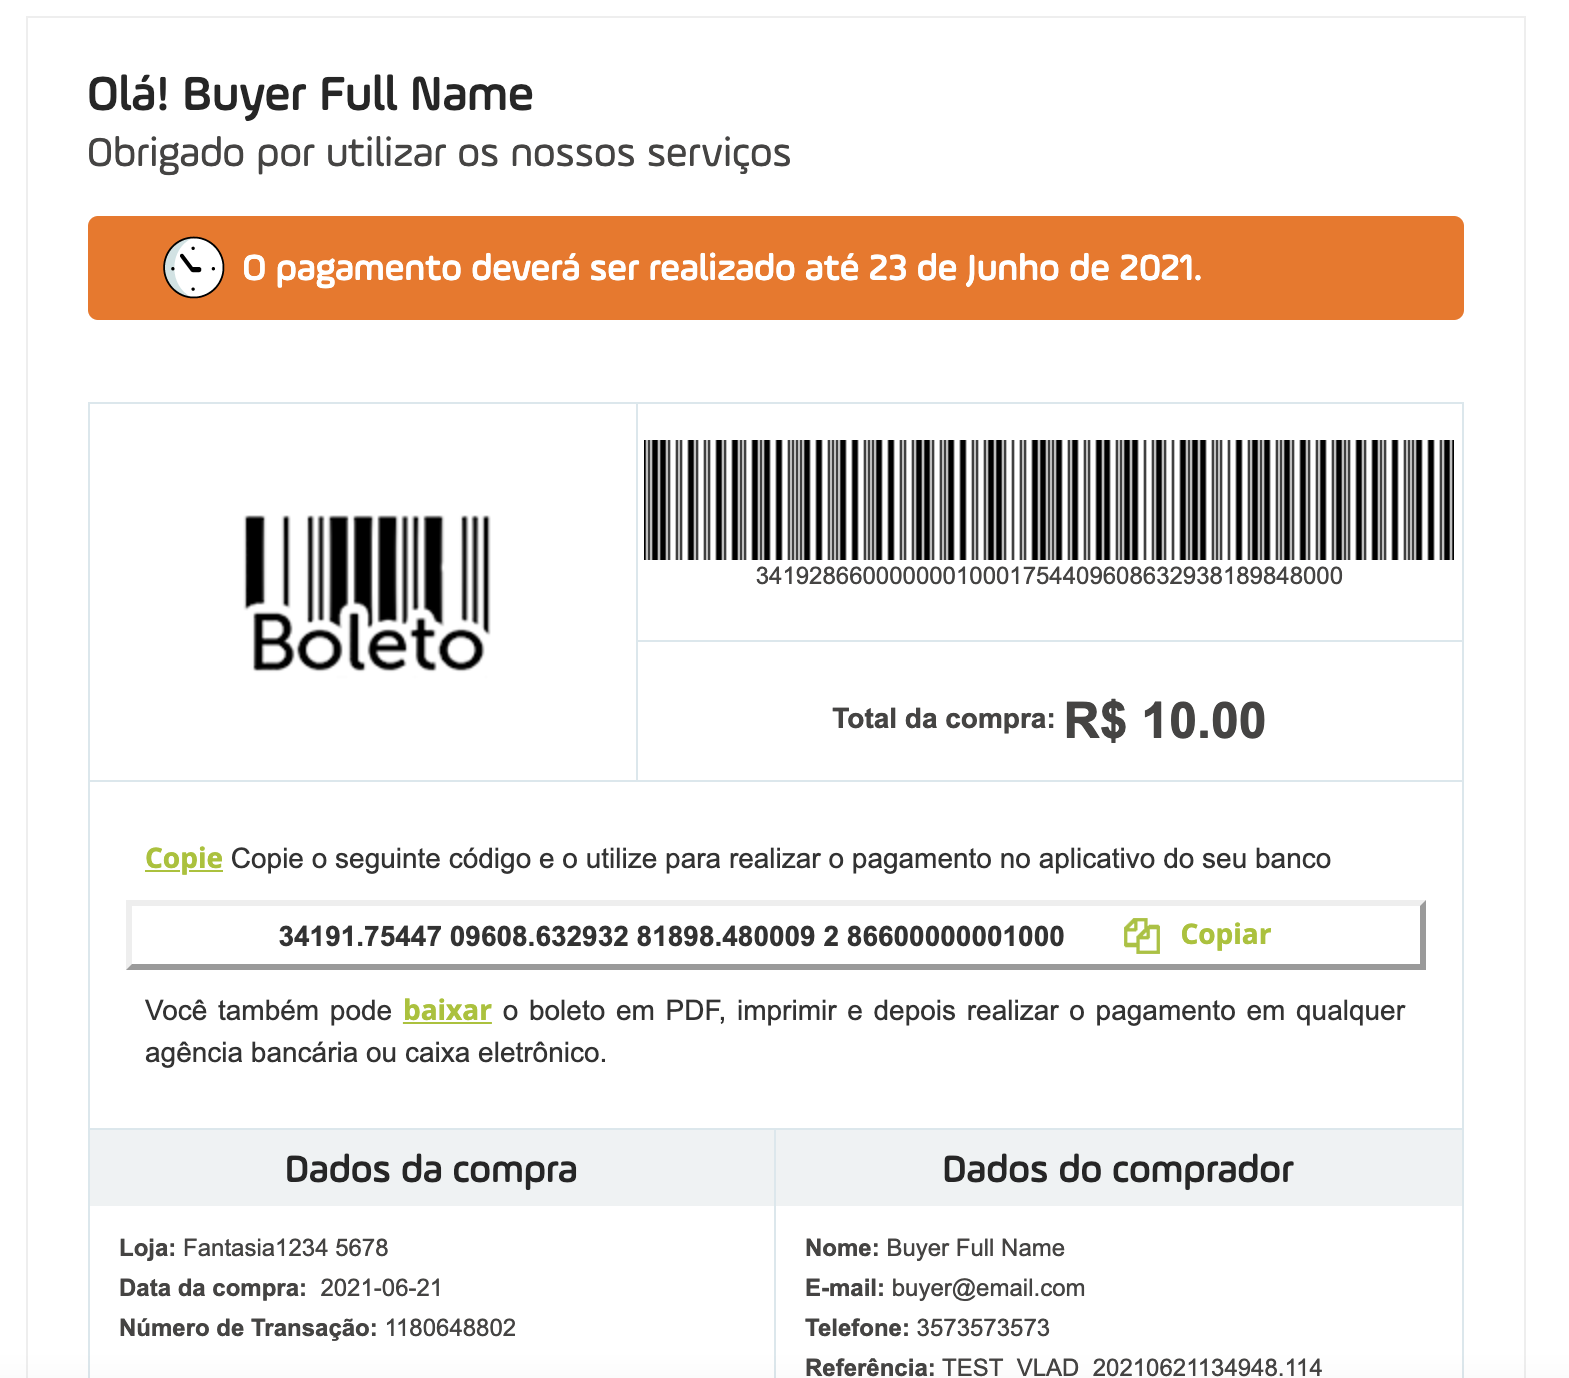 Olá! Buyer Full Name
Obrigado por utilizar os nossos serviços
O pagamento deverá ser realizado até 23 de Junho de 2021.
Boleto
34192866000000010001754409608632938189848000
Total da compra: R$ 10.00
Copie Copie o seguinte código e o utilize para realizar o pagamento no aplicativo do seu banco
34191.75447 09608.632932 81898.480009 2 86600000001000 Copiar
Você também pode baixar o boleto em PDF, imprimir e depois realizar o pagamento em qualquer
agência bancária ou caixa eletrônico.
Dados da compra
Loja: Fantasia1234 5678
Data da compra: 2021-06-21
Número de Transação: 1180648802
Dados do comprador
Nome: Buyer Full Name
E-mail: buyer@email.com
Telefone: 3573573573
Referência: TEST_VLAD_20210621134948.114